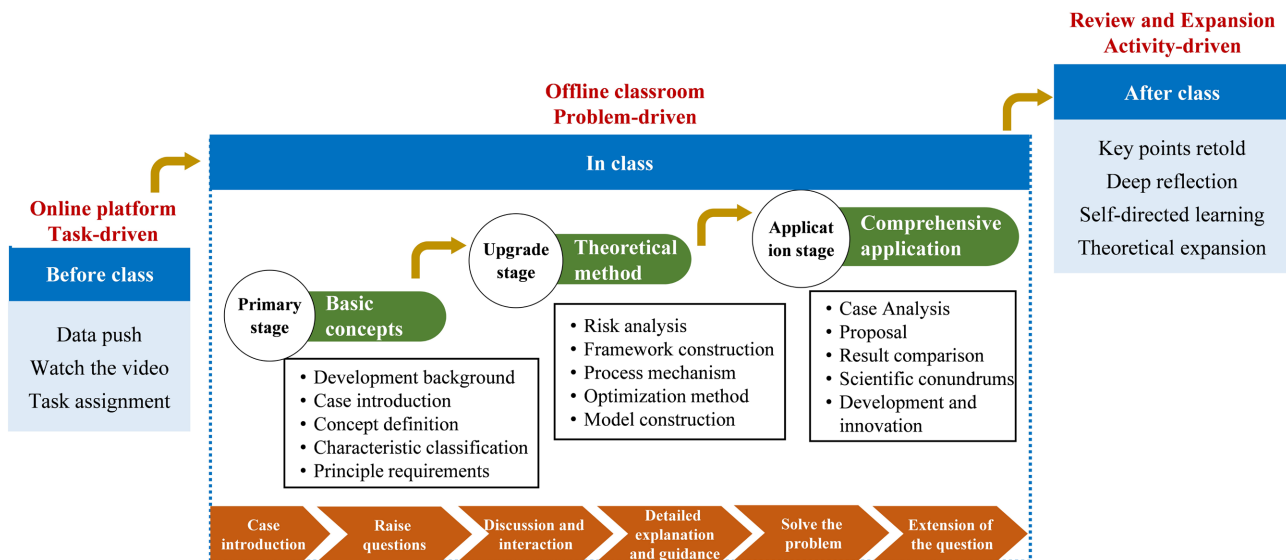 Online platform
Task-driven
Before class
Data push
Watch the video
Task assignment
Offline classroom
Problem-driven
In class
Primary
stage
Basic
concepts
• Development background
• Case introduction
• Concept definition
• Characteristic classification
• Principle requirements
Upgrade
stage
Theoretical
method
• Risk analysis
• Framework construction
• Process mechanism
• Optimization method
• Model construction
Applicat
ion stage
Comprehensive
application
• Case Analysis
• Proposal
• Result comparison
• Scientific conundrums
• Development and
innovation
Case
introduction
Raise
questions
Discussion and
interaction
Detailed
explanation
and guidance
Solve the
problem
Extension of
the question
Review and Expansion
Activity-driven
After class
Key points retold
Deep reflection
Self-directed learning
Theoretical expansion